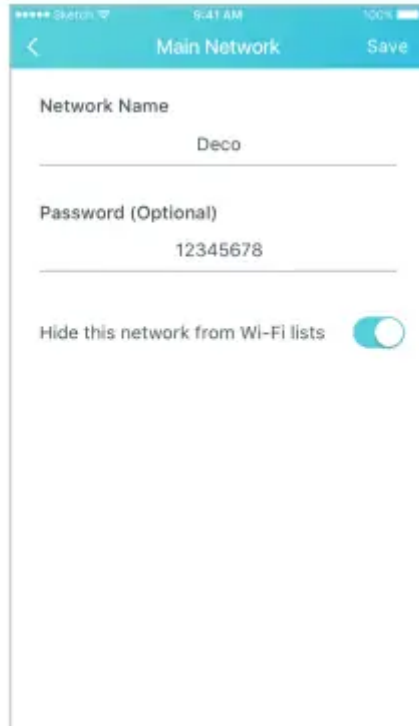 Sketch 9:41 AM 100%
Main Network Save
Network Name
Deco
Password (Optional)
12345678
Hide this network from Wi-Fi lists